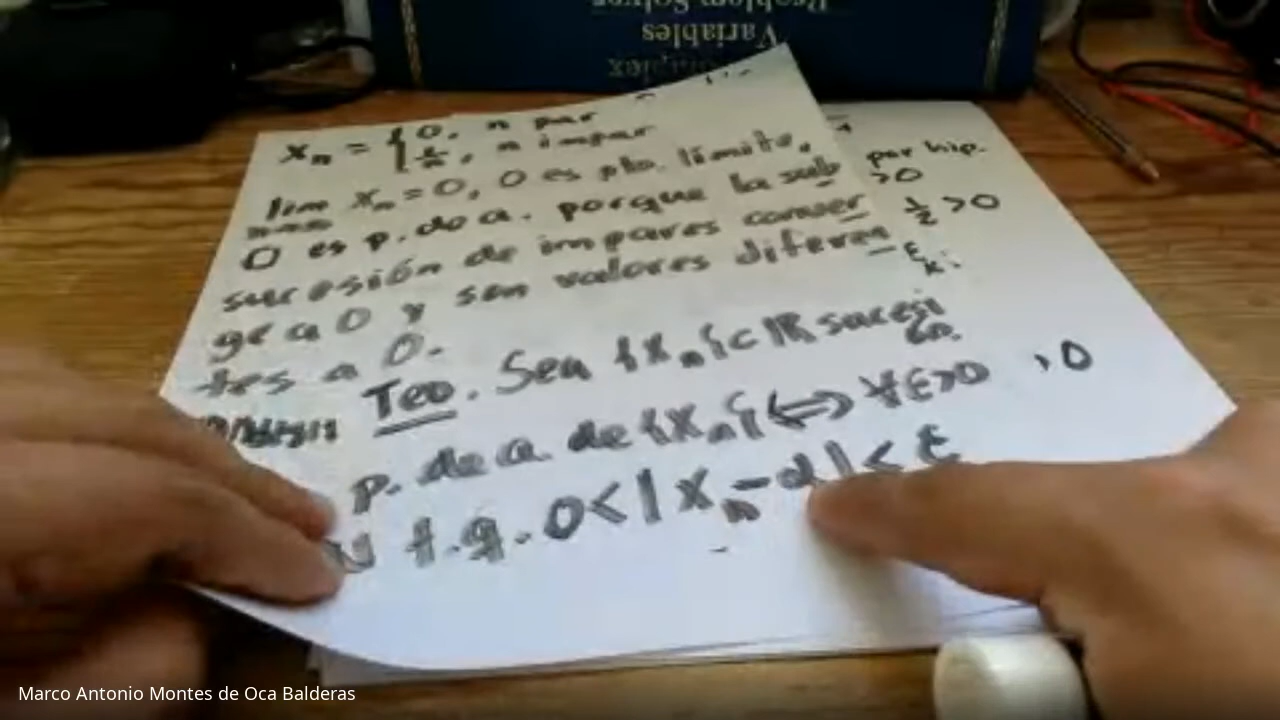 Complex
Variables
Problem Solver
xₙ = { 0, n par
1/n, n impar
lim xₙ = 0, 0 es pto. límite,
n→∞
0 es p. de a. porque la sub
sucesión de impares conver
ge a 0 y son valores diferen
tes a 0.
Teo. Sea {xₙ} ⊂ ℝ sucesión.
p. de a. de {xₙ} ⟺ ∀ε>0
N t.q. 0<|xₙ-α|<ε
por hip.
>0
1/2 >0
,0
Marco Antonio Montes de Oca Balderas